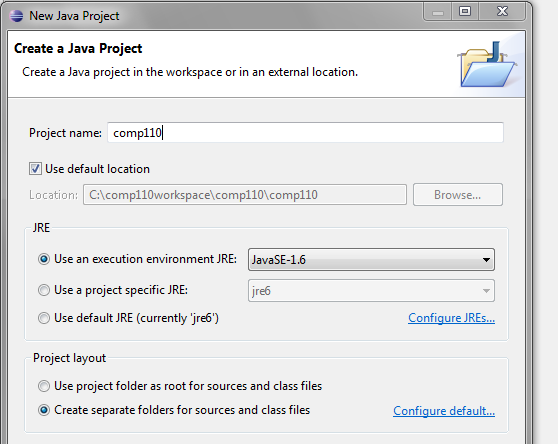 New Java Project
Create a Java Project
Create a Java project in the workspace or in an external location.
Project name: comp110
Use default location
Location: C:\comp110workspace\comp110\comp110 Browse...
JRE
Use an execution environment JRE: JavaSE-1.6
Use a project specific JRE: jre6
Use default JRE (currently 'jre6') Configure JREs...
Project layout
Use project folder as root for sources and class files
Create separate folders for sources and class files Configure default...